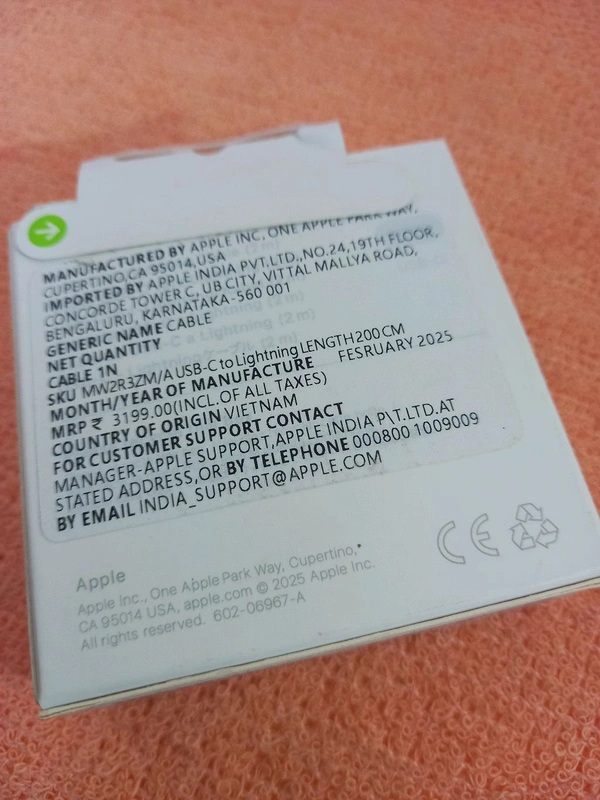 MANUFACTURED BY APPLE INC, ONE APPLE PARK WAY,
CUPERTINO,CA 95014,USA
IMPORTED BY APPLE INDIA PVT.LTD.,NO.24,19TH FLOOR,
CONCORDE TOWER C, UB CITY, VITTAL MALLYA ROAD,
BENGALURU, KARNATAKA-560 001
GENERIC NAME CABLE
NET QUANTITY
CABLE 1N
SKU MW2R3ZM/A USB-C to Lightning LENGTH 200 CM
MONTH/YEAR OF MANUFACTURE FESRUARY 2025
MRP ₹ 3199.00(INCL.OF ALL TAXES)
COUNTRY OF ORIGIN VIETNAM
FOR CUSTOMER SUPPORT CONTACT
MANAGER-APPLE SUPPORT,APPLE INDIA P\T.LTD.AT
STATED ADDRESS,OR BY TELEPHONE 000800 1009009
BY EMAIL INDIA_SUPPORT@APPLE.COM
Apple
Apple Inc., One Apple Park Way, Cupertino,
CA 95014 USA, apple.com © 2025 Apple Inc.
All rights reserved. 602-06967-A
CE